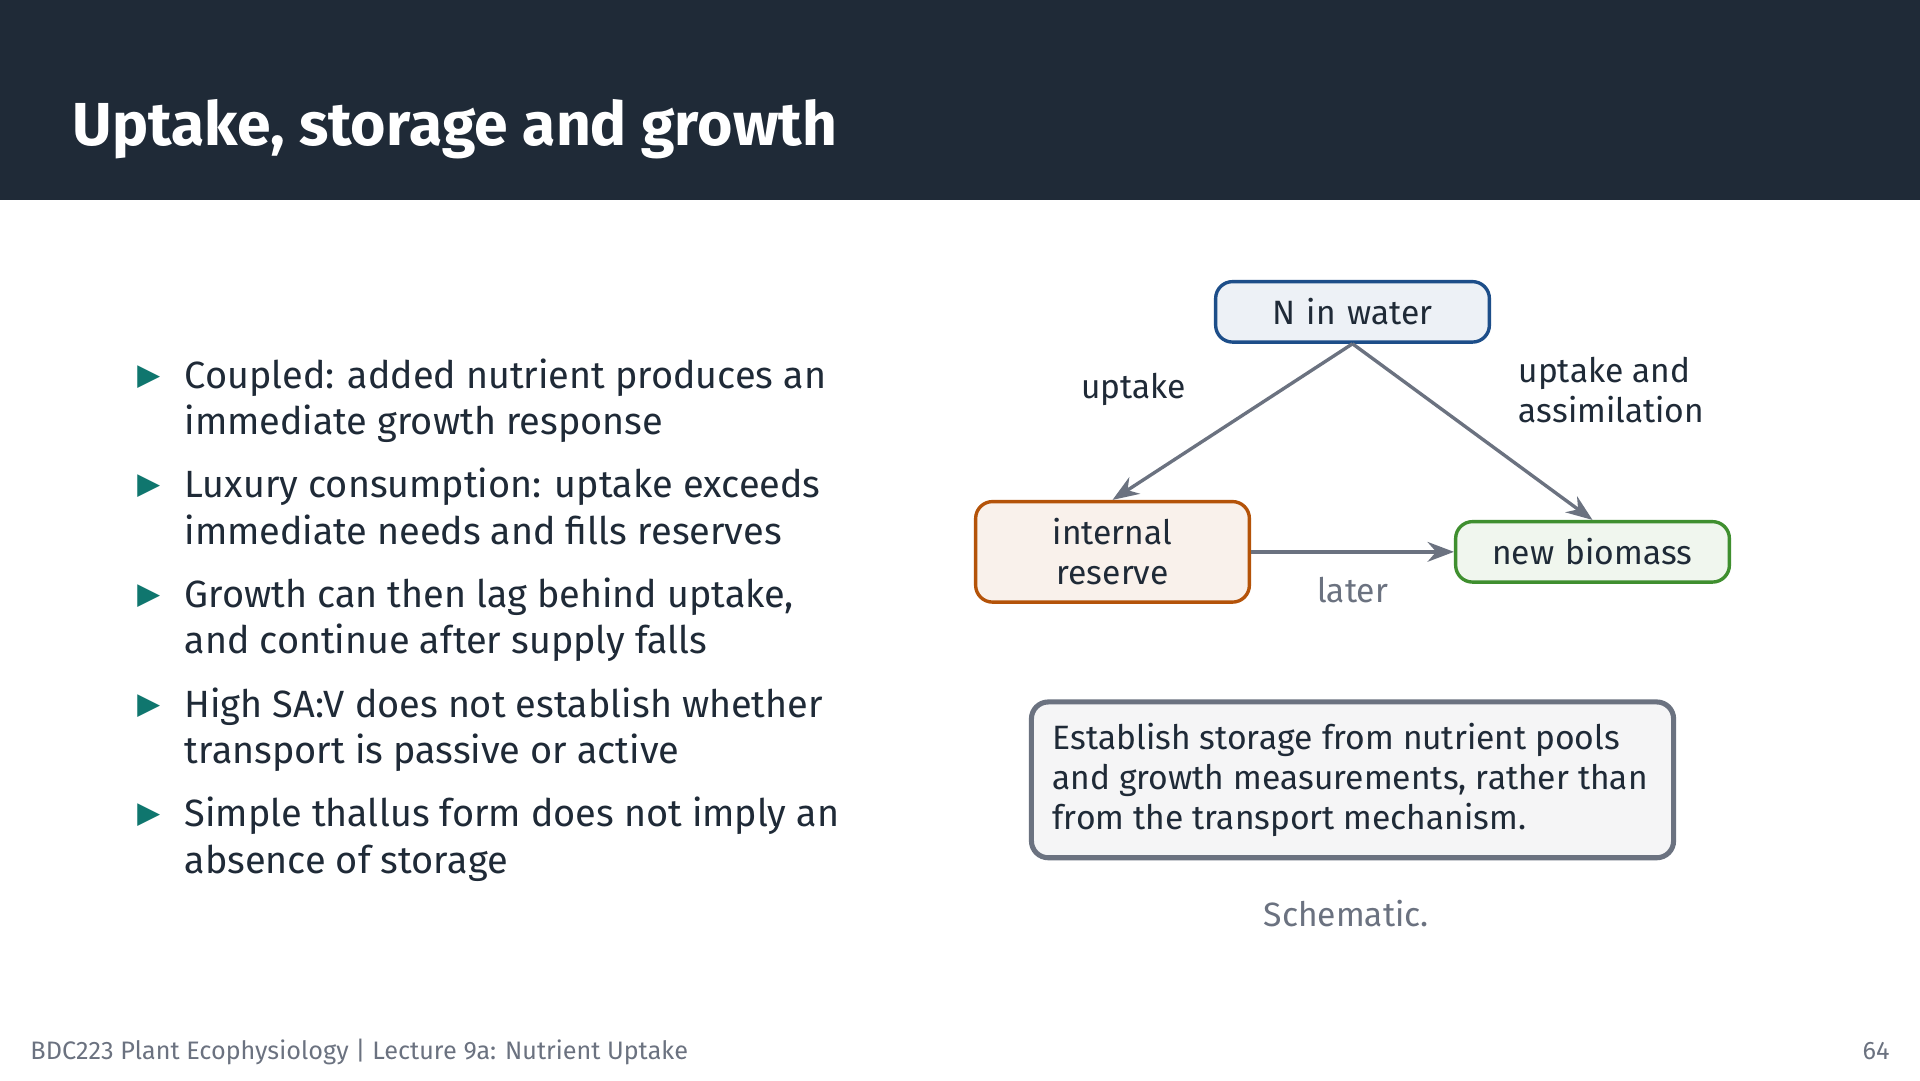 Uptake, storage and growth
► Coupled: added nutrient produces an
immediate growth response
► Luxury consumption: uptake exceeds
immediate needs and fills reserves
► Growth can then lag behind uptake,
and continue after supply falls
► High SA:V does not establish whether
transport is passive or active
► Simple thallus form does not imply an
absence of storage
N in water
uptake
uptake and
assimilation
internal
reserve
later
new biomass
Establish storage from nutrient pools
and growth measurements, rather than
from the transport mechanism.
Schematic.
BDC223 Plant Ecophysiology | Lecture 9a: Nutrient Uptake
64